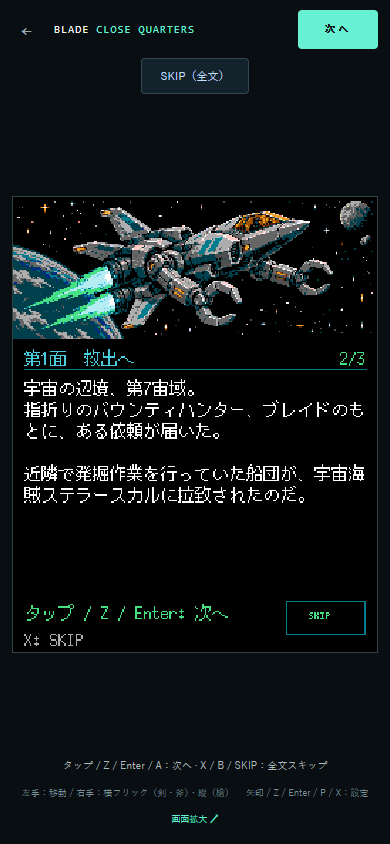 ← BLADE CLOSE QUARTERS
次へ
SKIP（全文）
第1面 救出へ 2/3
宇宙の辺境、第7宙域。
指折りのバウンティハンター、ブレイドのも
とに、ある依頼が届いた。
近隣で発掘作業を行っていた船団が、宇宙海
賊ステラースカルに拉致されたのだ。
タップ / Z / Enter: 次へ
SKIP
X: SKIP
タップ / Z / Enter / A：次へ · X / B / SKIP：全文スキップ
左手：移動 / 右手：横フリック（剣・斧）・縦（槍） 矢印 / Z / Enter / P / X：設定
画面拡大 ⤢